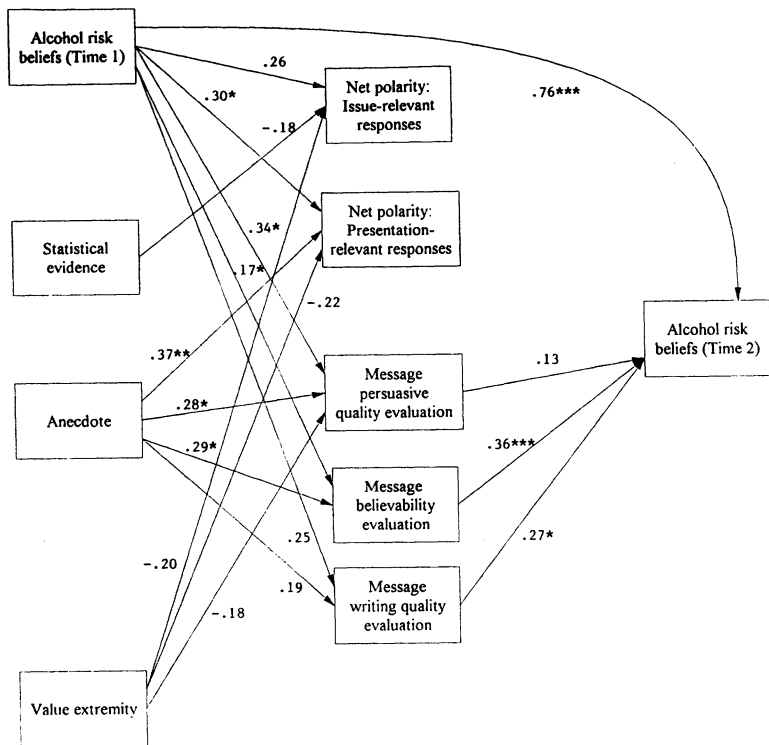 Alcohol risk
beliefs (Time 1)
.26
Net polarity:
Issue-relevant
responses
.76***
.30*
-.18
Net polarity:
Presentation-
relevant responses
Statistical
evidence
.34*
.17*
-.22
Alcohol risk
beliefs (Time 2)
.37**
.13
Message
persuasive
quality evaluation
Anecdote
.28*
.29*
.36***
Message
believability
evaluation
.25
.27*
-.20
.19
-.18
Message
writing quality
evaluation
Value extremity